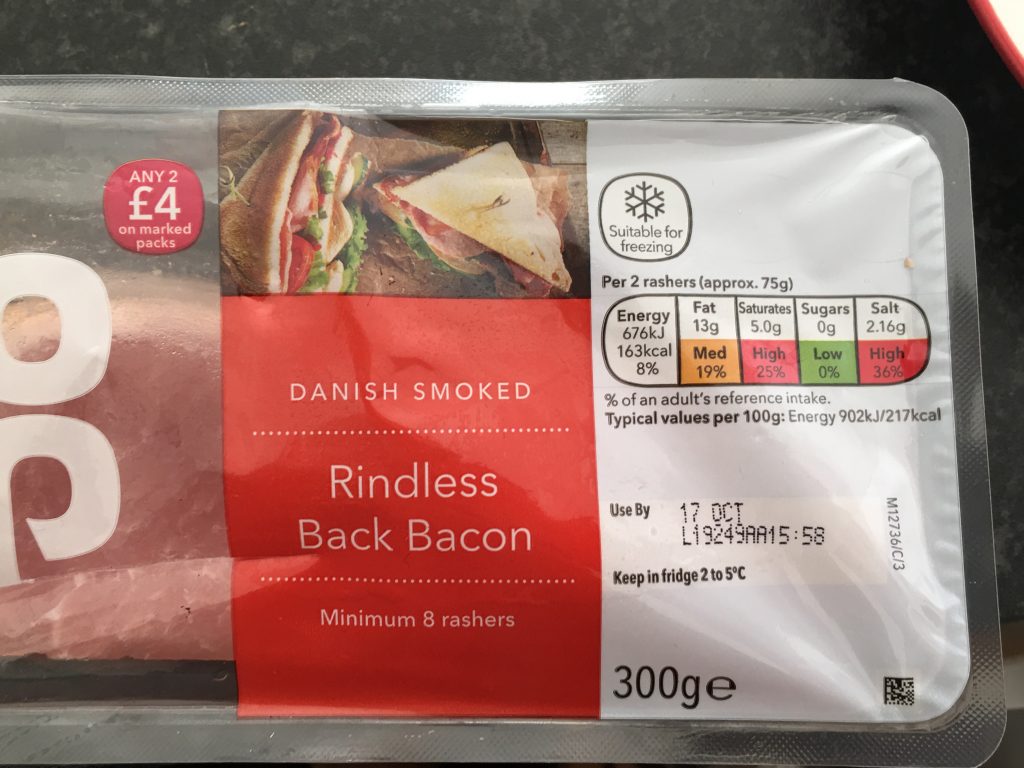 ANY 2
£4
on marked
packs
DANISH SMOKED
Rindless
Back Bacon
Minimum 8 rashers
Suitable for
freezing
Per 2 rashers (approx. 75g)
Energy
676kJ
163kcal
8%
Fat
13g
Med
19%
Saturates
5.0g
High
25%
Sugars
0g
Low
0%
Salt
2.16g
High
36%
% of an adult's reference intake.
Typical values per 100g: Energy 902kJ/217kcal
Use By 17 OCT
L19249AA15:58
Keep in fridge 2 to 5°C
M12736/C/3
300g e